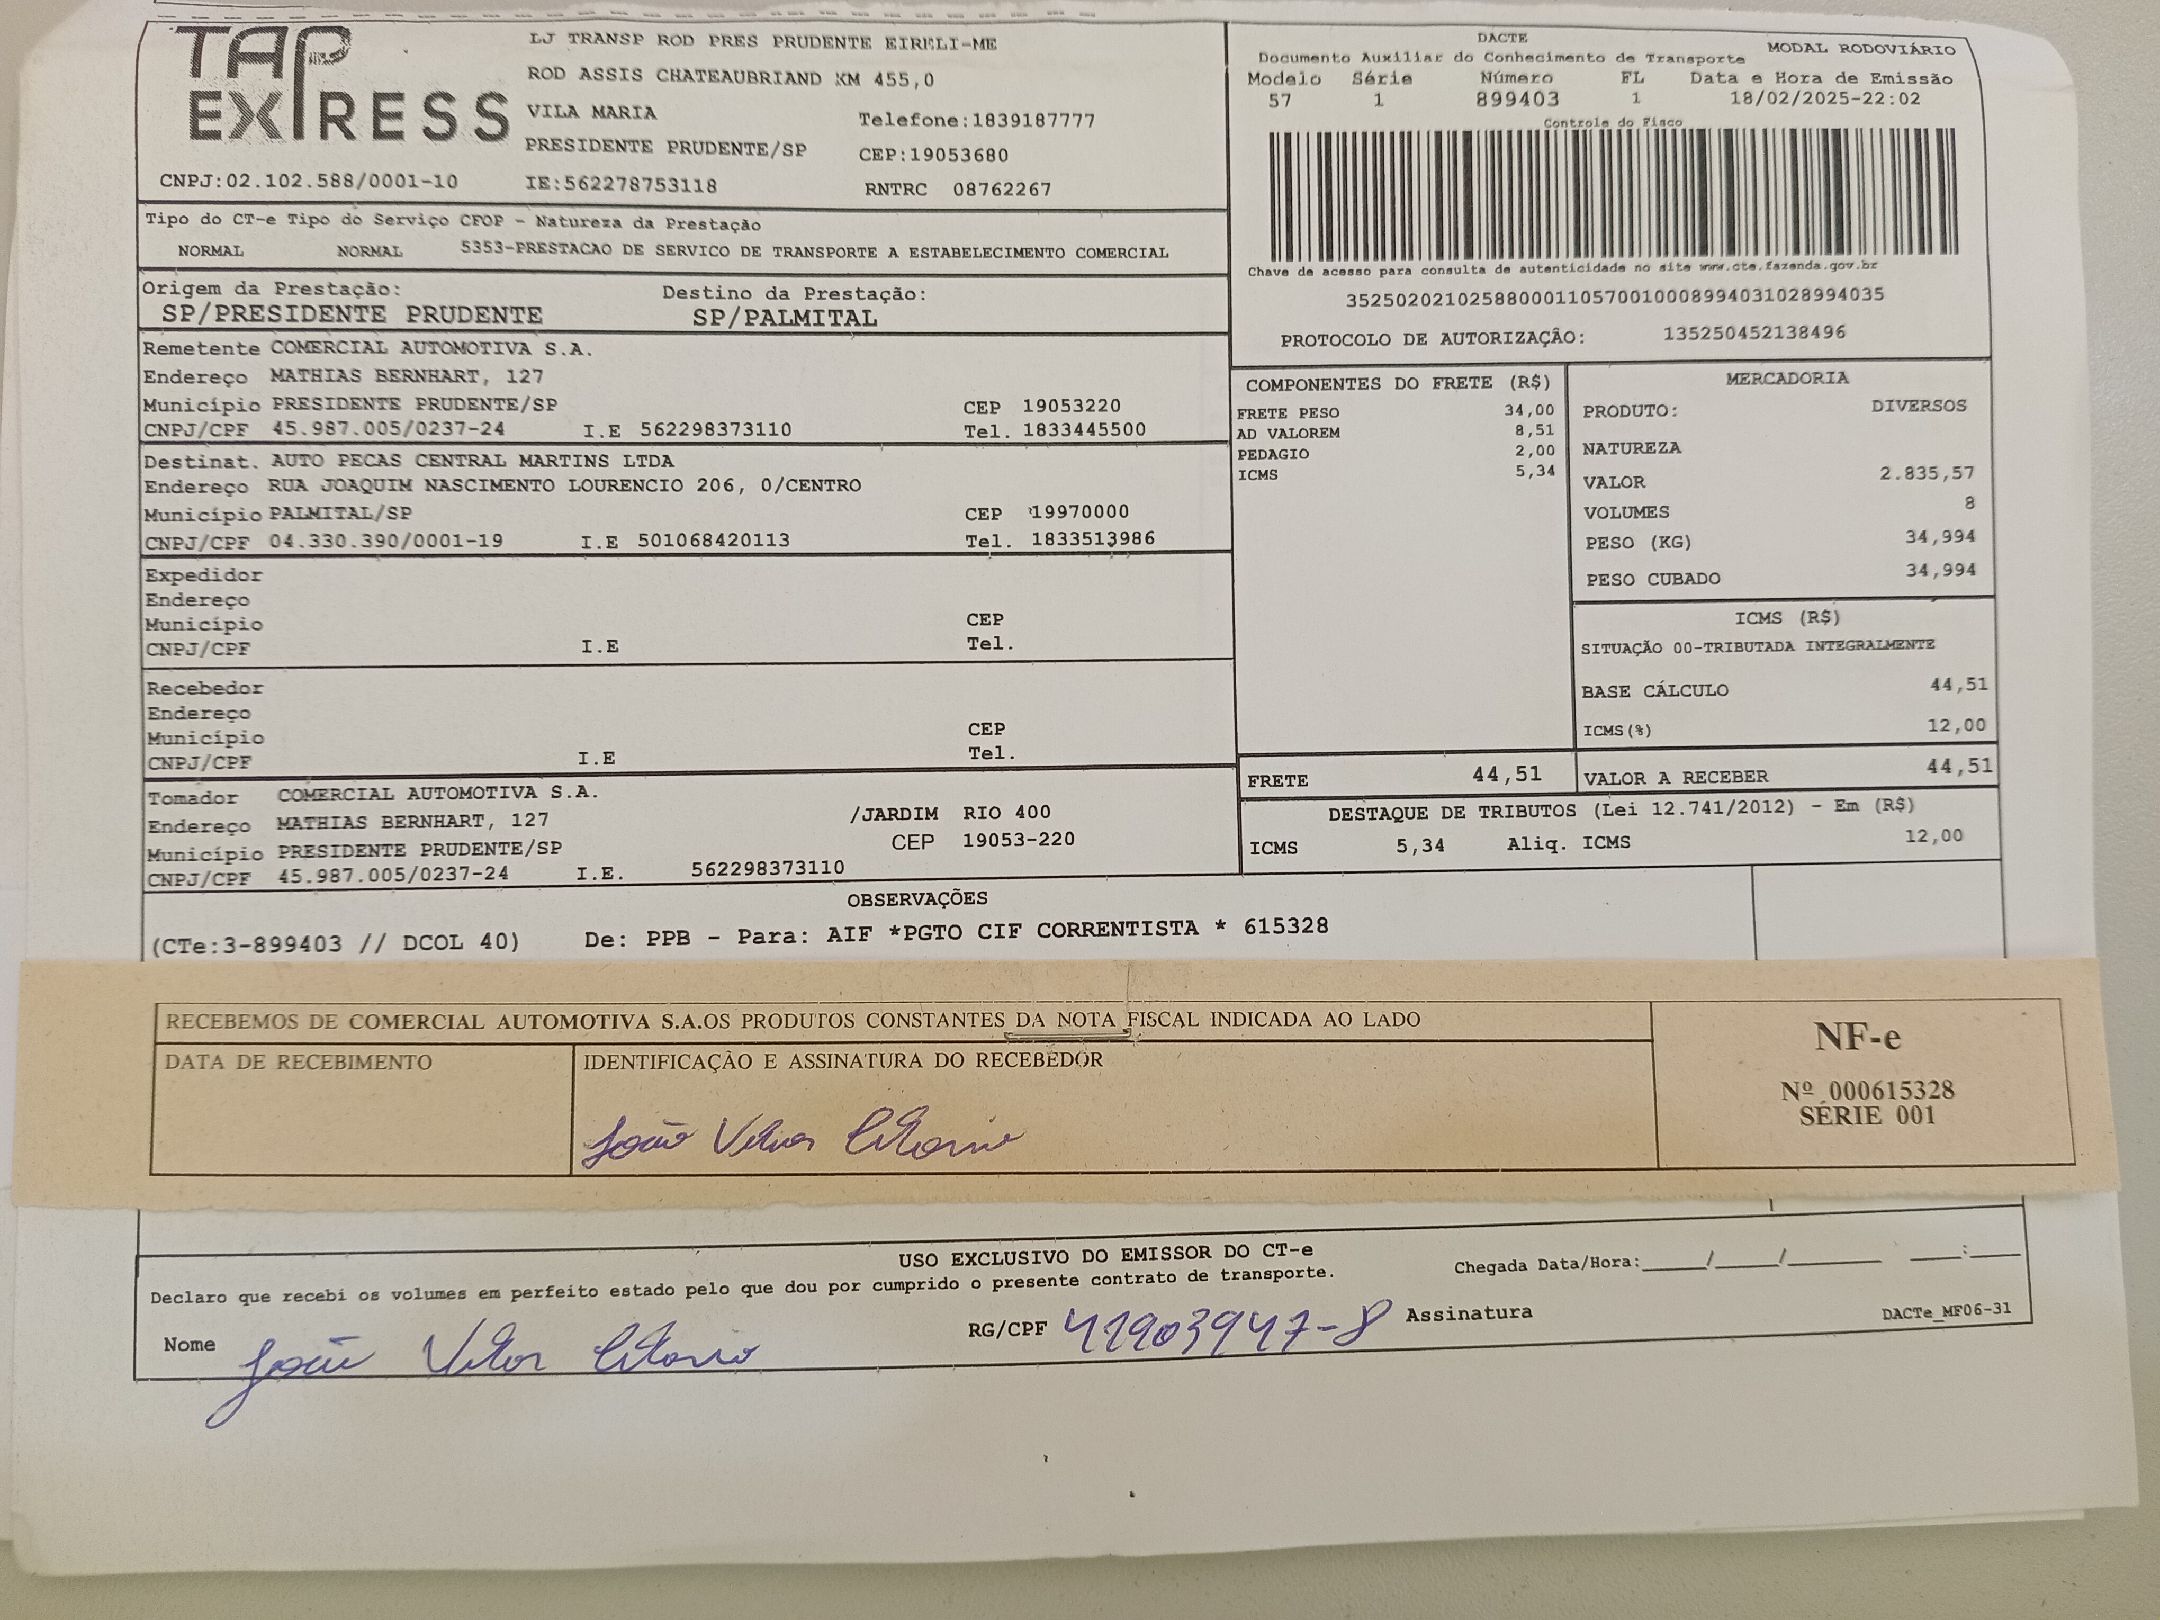 TAP EXPRESS
LJ TRANSP ROD PRES PRUDENTE EIRELI-ME
ROD ASSIS CHATEAUBRIAND KM 455,0
VILA MARIA Telefone:1839187777
PRESIDENTE PRUDENTE/SP CEP:19053680
CNPJ:02.102.588/0001-10 IE:562278753118 RNTRC 08762267
DACTE MODAL RODOVIÁRIO
Documento Auxiliar do Conhecimento de Transporte
Modelo Série Número FL Data e Hora de Emissão
57 1 899403 1 18/02/2025-22:02
Controle do Fisco
Chave de acesso para consulta de autenticidade no site www.cte.fazenda.gov.br
35250202102588000110570010008994031028994035
PROTOCOLO DE AUTORIZAÇÃO: 135250452138496
Tipo do CT-e Tipo do Serviço CFOP - Natureza da Prestação
NORMAL NORMAL 5353-PRESTACAO DE SERVICO DE TRANSPORTE A ESTABELECIMENTO COMERCIAL
Origem da Prestação: Destino da Prestação:
SP/PRESIDENTE PRUDENTE SP/PALMITAL
Remetente COMERCIAL AUTOMOTIVA S.A.
Endereço MATHIAS BERNHART, 127
Município PRESIDENTE PRUDENTE/SP CEP 19053220
CNPJ/CPF 45.987.005/0237-24 I.E 562298373110 Tel. 1833445500
Destinat. AUTO PECAS CENTRAL MARTINS LTDA
Endereço RUA JOAQUIM NASCIMENTO LOURENCIO 206, 0/CENTRO
Município PALMITAL/SP CEP 19970000
CNPJ/CPF 04.330.390/0001-19 I.E 501068420113 Tel. 1833513986
Expedidor
Endereço
Município CEP
CNPJ/CPF I.E Tel.
Recebedor
Endereço
Município CEP
CNPJ/CPF I.E Tel.
Tomador COMERCIAL AUTOMOTIVA S.A.
Endereço MATHIAS BERNHART, 127 /JARDIM RIO 400
Município PRESIDENTE PRUDENTE/SP CEP 19053-220
CNPJ/CPF 45.987.005/0237-24 I.E. 562298373110
COMPONENTES DO FRETE (R$)
FRETE PESO 34,00
AD VALOREM 8,51
PEDAGIO 2,00
ICMS 5,34
MERCADORIA
PRODUTO: DIVERSOS
NATUREZA
VALOR 2.835,57
VOLUMES 8
PESO (KG) 34,994
PESO CUBADO 34,994
ICMS (R$)
SITUAÇÃO 00-TRIBUTADA INTEGRALMENTE
BASE CÁLCULO 44,51
ICMS(%) 12,00
FRETE 44,51 VALOR A RECEBER 44,51
DESTAQUE DE TRIBUTOS (Lei 12.741/2012) - Em (R$)
ICMS 5,34 Aliq. ICMS 12,00
OBSERVAÇÕES
(CTe:3-899403 // DCOL 40) De: PPB - Para: AIF *PGTO CIF CORRENTISTA * 615328
RECEBEMOS DE COMERCIAL AUTOMOTIVA S.A.OS PRODUTOS CONSTANTES DA NOTA FISCAL INDICADA AO LADO
DATA DE RECEBIMENTO IDENTIFICAÇÃO E ASSINATURA DO RECEBEDOR
João Vitor
NF-e
Nº 000615328
SÉRIE 001
USO EXCLUSIVO DO EMISSOR DO CT-e
Chegada Data/Hora:____/____/____ ____:____
Declaro que recebi os volumes em perfeito estado pelo que dou por cumprido o presente contrato de transporte.
Nome João Vitor RG/CPF 41903947-8 Assinatura
DACTe_MF06-31